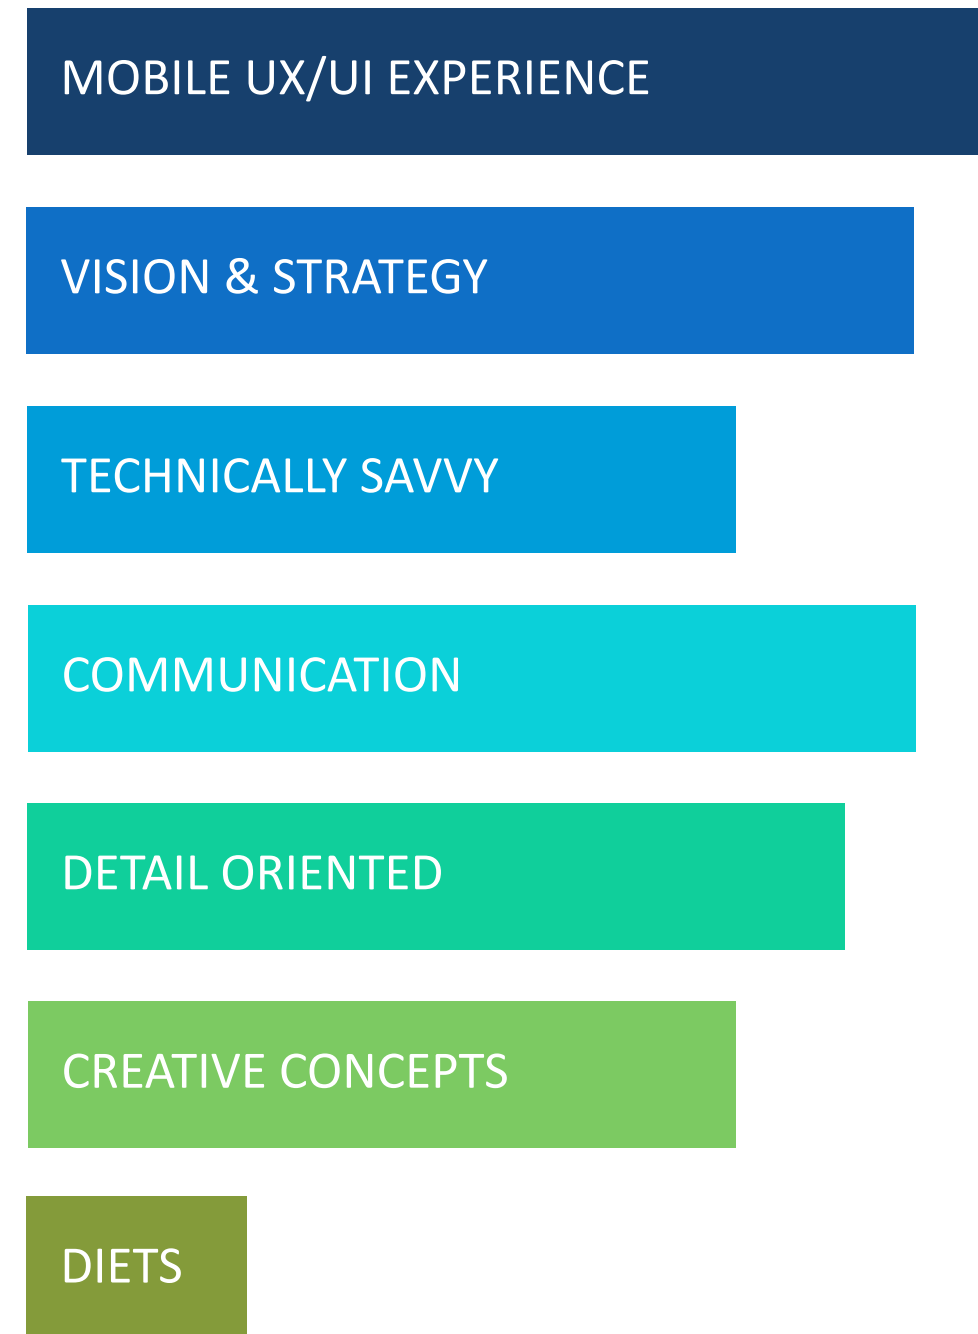 MOBILE UX/UI EXPERIENCE
VISION & STRATEGY
TECHNICALLY SAVVY
COMMUNICATION
DETAIL ORIENTED
CREATIVE CONCEPTS
DIETS